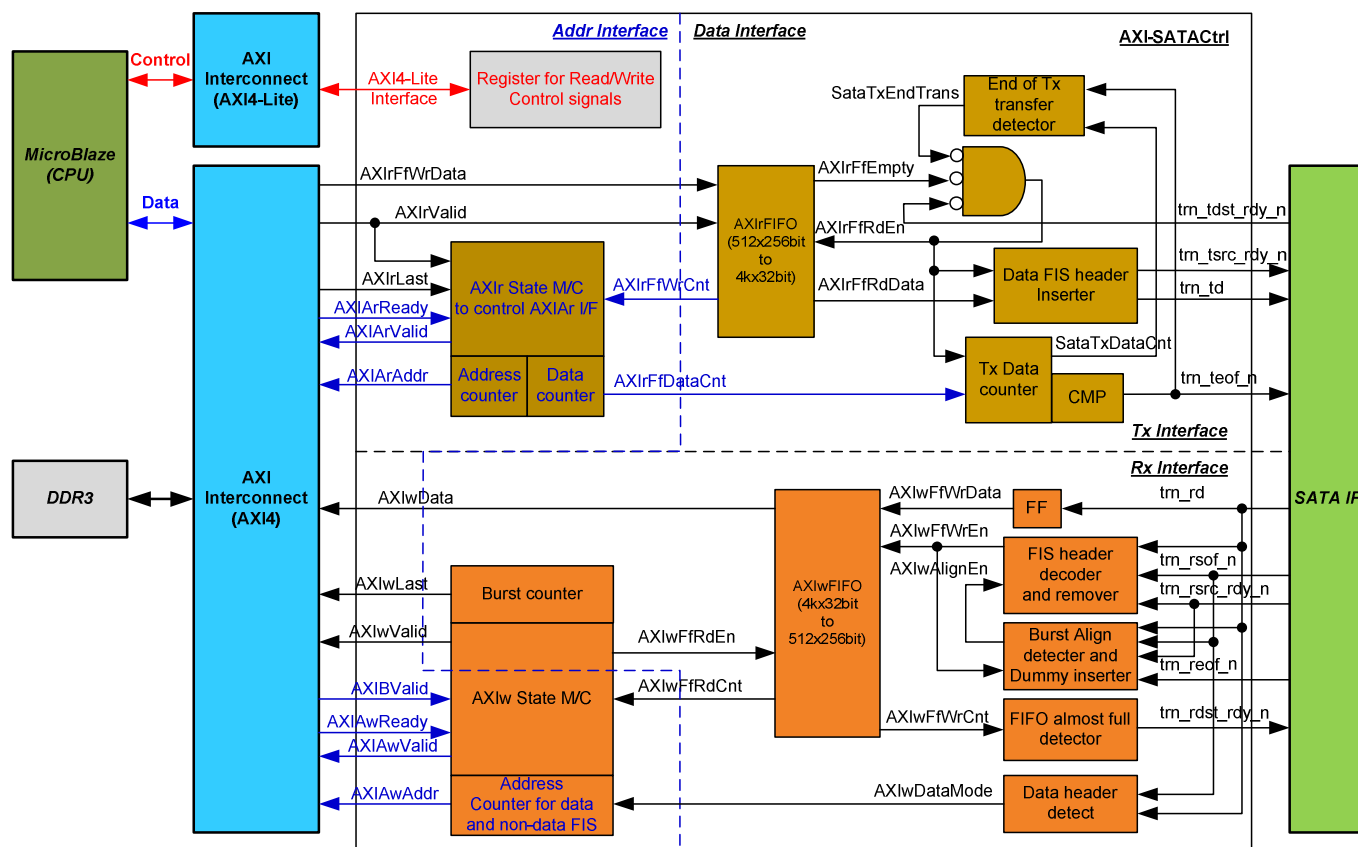 Addr Interface
Data Interface
AXI-SATACtrl
MicroBlaze
(CPU)
Control
Data
AXI
Interconnect
(AXI4-Lite)
AXI4-Lite
Interface
Register for Read/Write
Control signals
SataTxEndTrans
End of Tx
transfer
detector
AXIrFfWrData
AXIrValid
AXIrLast
AXIArReady
AXIArValid
AXIArAddr
AXIr State M/C
to control AXIAr I/F
Address
counter
Data
counter
AXIrFfWrCnt
AXIrFfDataCnt
AXIrFIFO
(512x256bit
to
4kx32bit)
AXIrFfEmpty
AXIrFfRdEn
AXIrFfRdData
Data FIS header
Inserter
SataTxDataCnt
Tx Data
counter
CMP
trn_tdst_rdy_n
trn_tsrc_rdy_n
trn_td
trn_teof_n
Tx Interface
Rx Interface
DDR3
AXI
Interconnect
(AXI4)
SATA IP
AXIwData
AXIwLast
AXIwValid
AXIBValid
AXIAwReady
AXIAwValid
AXIAwAddr
Burst counter
AXIw State M/C
Address
Counter for data
and non-data FIS
AXIwFfRdEn
AXIwFfRdCnt
AXIwFIFO
(4kx32bit
to
512x256bit)
AXIwFfWrData
AXIwFfWrEn
AXIwAlignEn
AXIwFfWrCnt
AXIwDataMode
FF
FIS header
decoder
and remover
Burst Align
detecter and
Dummy inserter
FIFO almost full
detector
Data header
detect
trn_rd
trn_rsof_n
trn_rsrc_rdy_n
trn_reof_n
trn_rdst_rdy_n